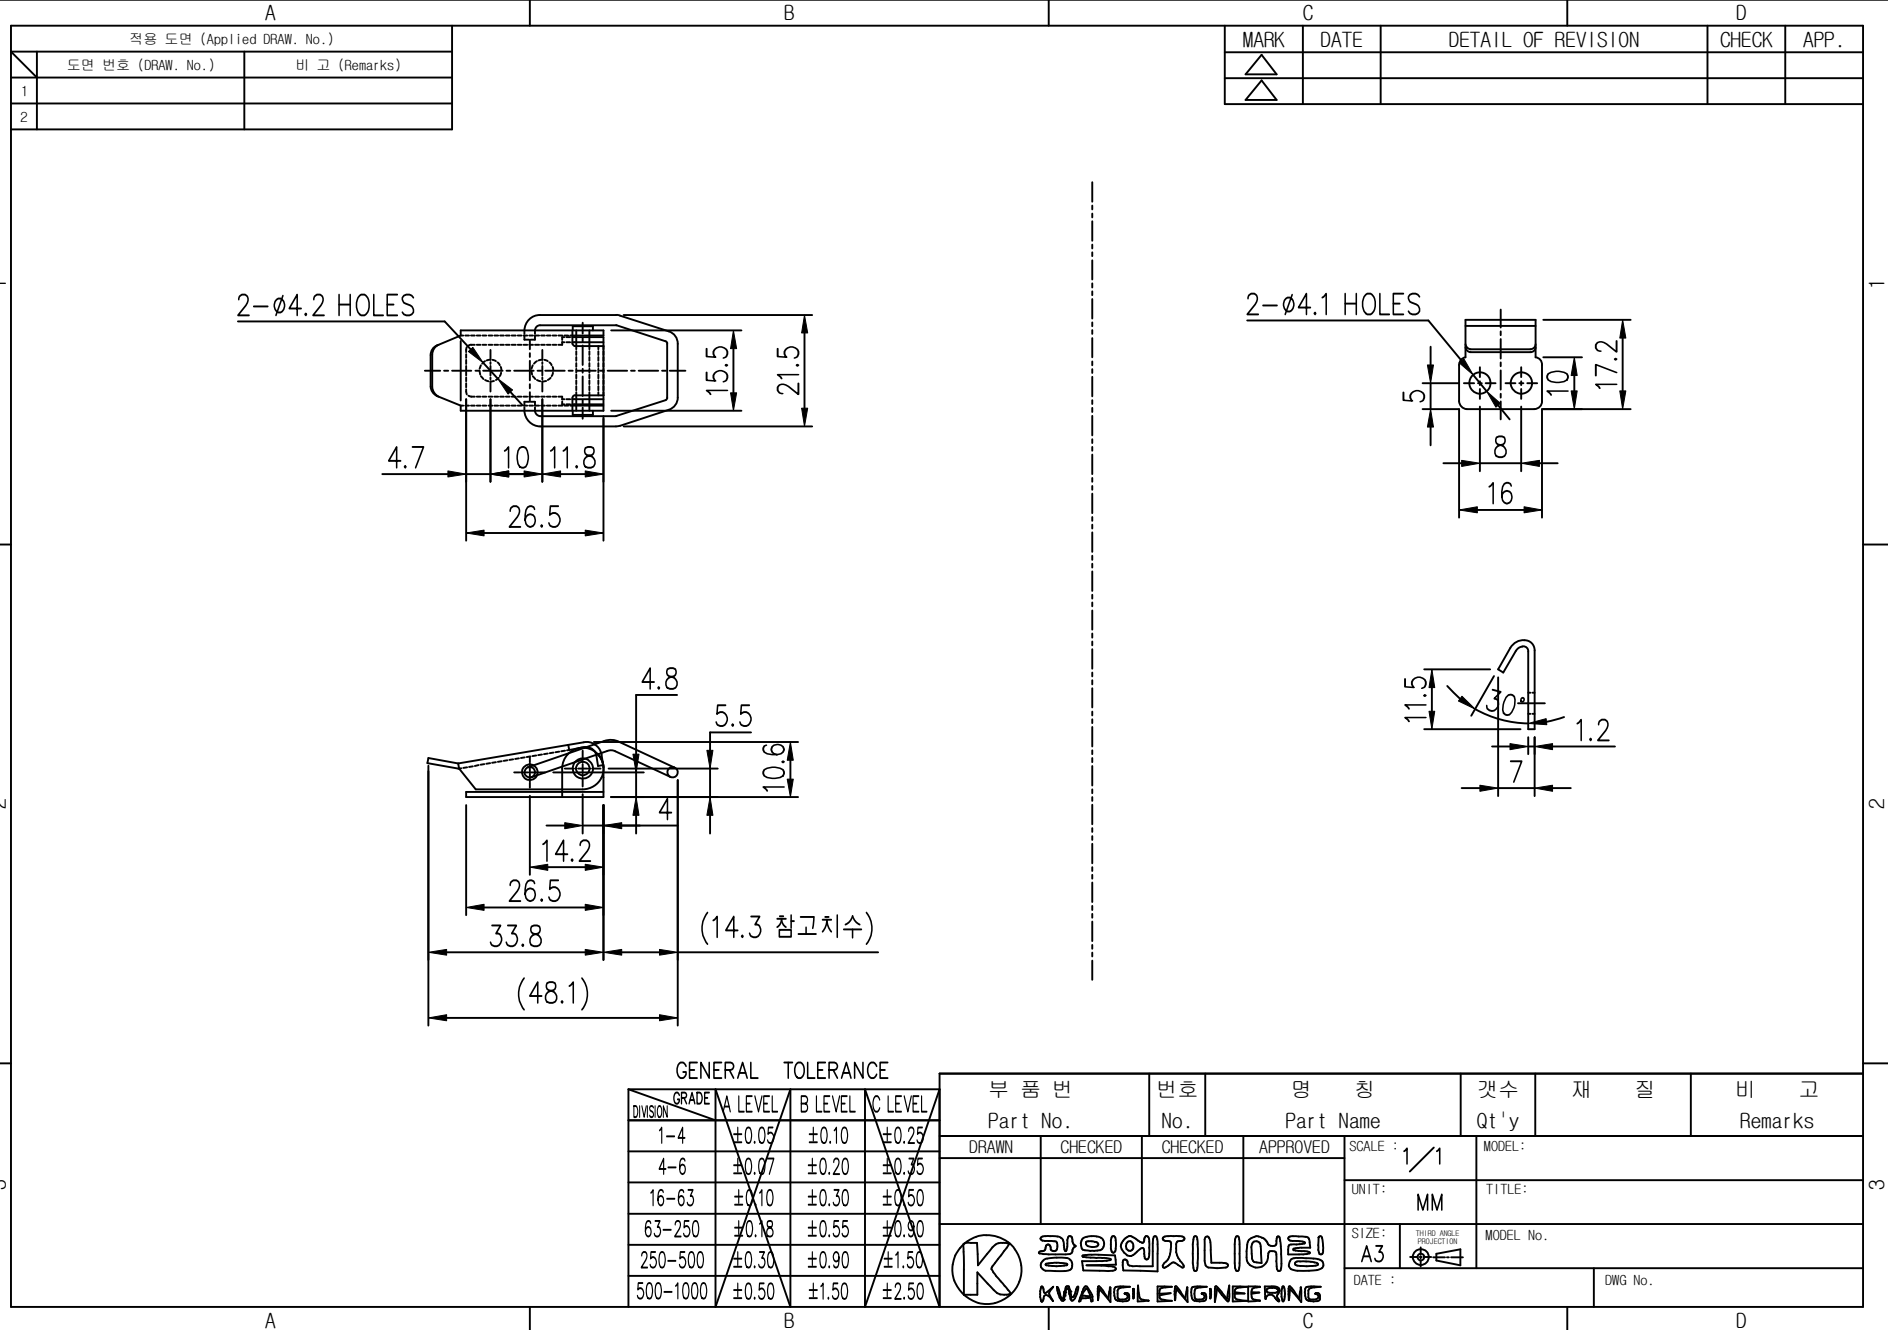 A B C D
적용 도면 (Applied DRAW. No.)
도면 번호 (DRAW. No.) 비 고 (Remarks)
1
2
MARK DATE DETAIL OF REVISION CHECK APP.
2-ø4.2 HOLES
15.5
21.5
4.7 10 11.8
26.5
2-ø4.1 HOLES
5
10
17.2
8
16
4.8
5.5
10.6
4
14.2
26.5
33.8
(14.3 참고치수)
(48.1)
11.5
30°
1.2
7
1
2
3
GENERAL TOLERANCE
DIVISION GRADE A LEVEL B LEVEL C LEVEL
1-4 ±0.05 ±0.10 ±0.25
4-6 ±0.07 ±0.20 ±0.35
16-63 ±0.10 ±0.30 ±0.50
63-250 ±0.18 ±0.55 ±0.90
250-500 ±0.30 ±0.90 ±1.50
500-1000 ±0.50 ±1.50 ±2.50
부 품 번 번호 명 칭 갯수 재 질 비 고
Part No. No. Part Name Qt'y Remarks
DRAWN CHECKED CHECKED APPROVED
SCALE : 1/1 MODEL:
UNIT: MM TITLE:
SIZE: A3 THIRD ANGLE PROJECTION MODEL No.
DATE : DWG No.
K 광일엔지니어링
KWANGIL ENGINEERING
A B C D